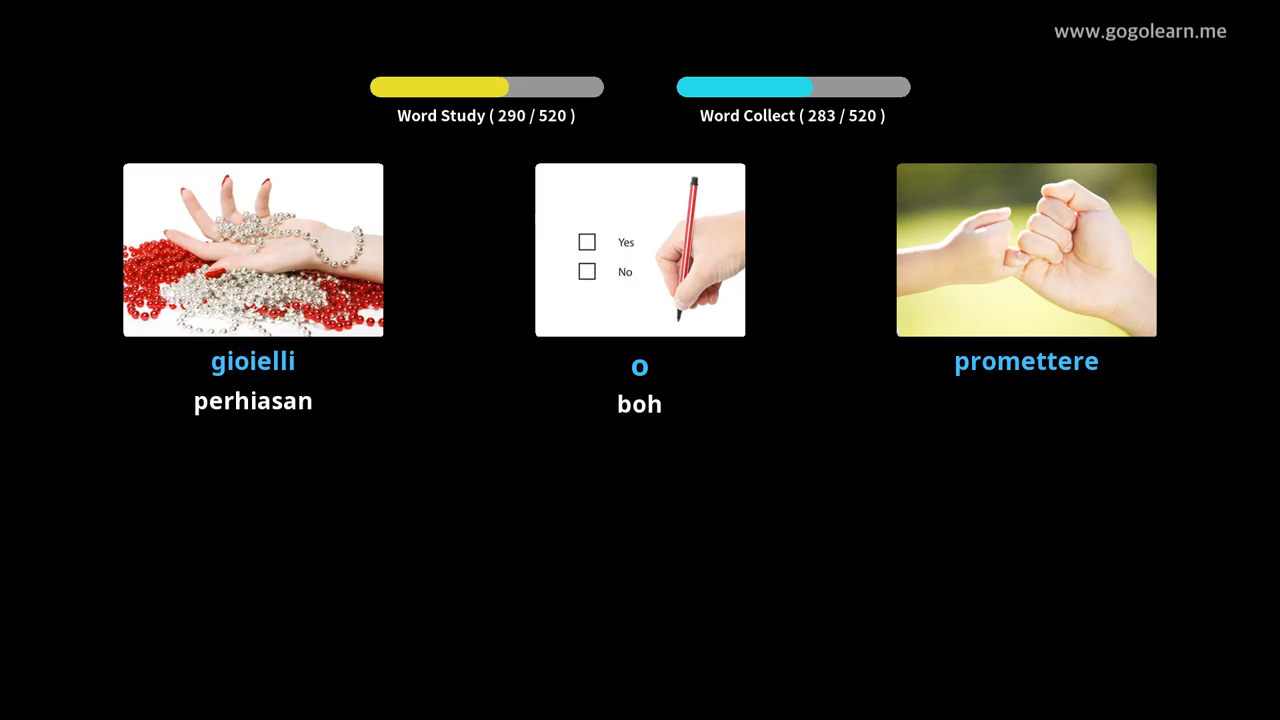 www.gogolearn.me
Word Study ( 290 / 520 )
Word Collect ( 283 / 520 )
Yes
No
gioielli
perhiasan
o
boh
promettere